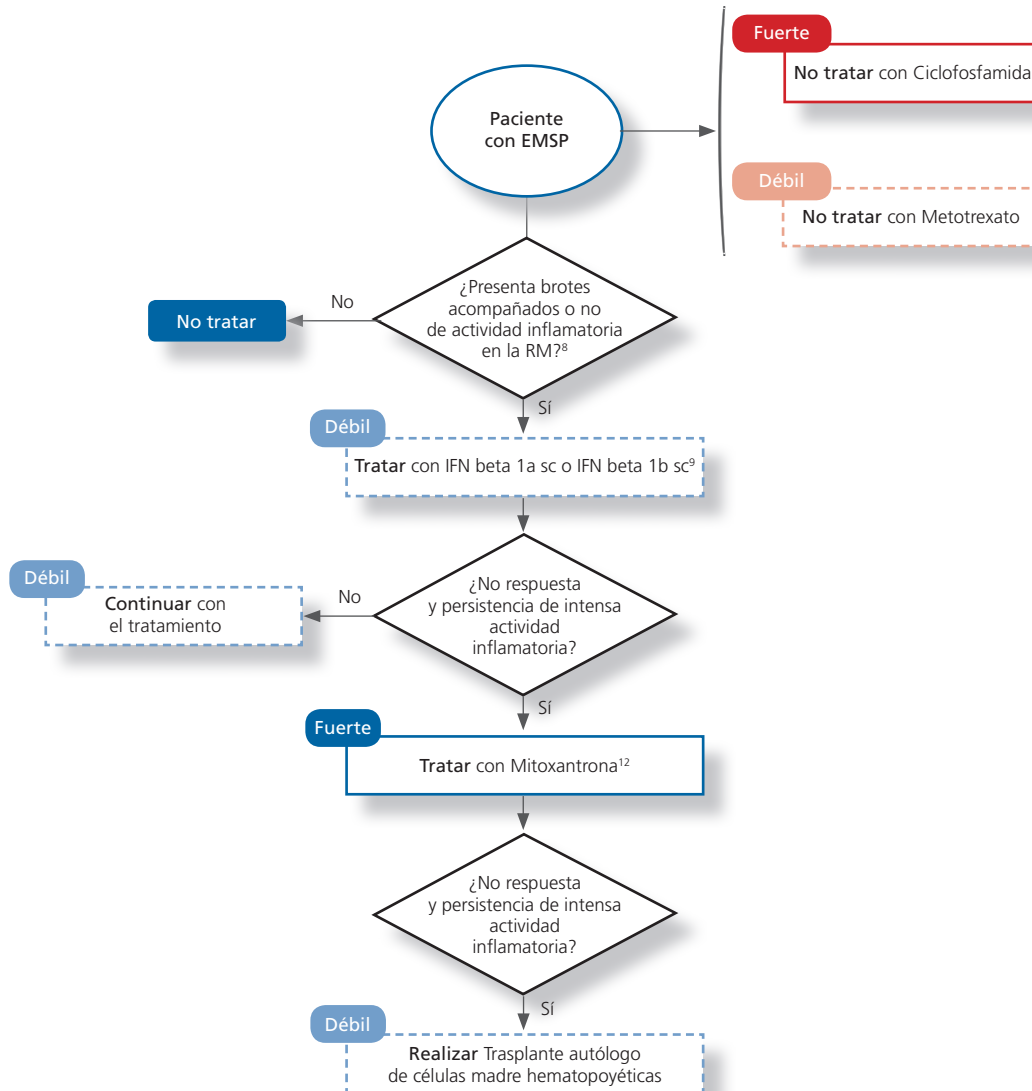 Fuerte
No tratar con Ciclofosfamida
Paciente
con EMSP
Débil
No tratar con Metotrexato
¿Presenta brotes
acompañados o no
de actividad inflamatoria
en la RM?⁸
No
No tratar
Sí
Débil
Tratar con IFN beta 1a sc o IFN beta 1b sc⁹
¿No respuesta
y persistencia de intensa
actividad
inflamatoria?
No
Débil
Continuar con
el tratamiento
Sí
Fuerte
Tratar con Mitoxantrona¹²
¿No respuesta
y persistencia de intensa
actividad
inflamatoria?
Sí
Débil
Realizar Trasplante autólogo
de células madre hematopoyéticas